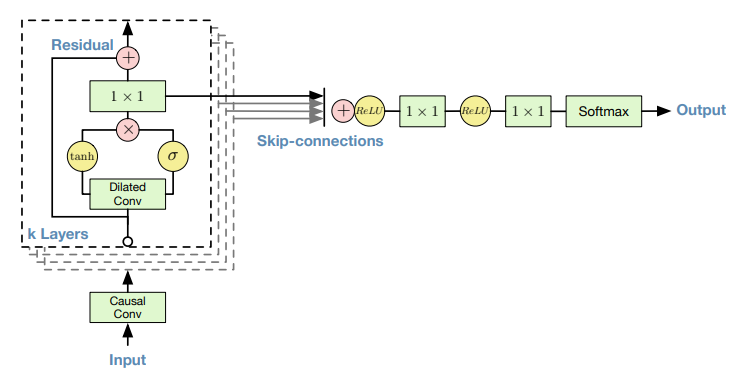 Residual
+
1 × 1
×
tanh
σ
Dilated
Conv
k Layers
Causal
Conv
Input
Skip-connections
+
ReLU
1 × 1
ReLU
1 × 1
Softmax
Output